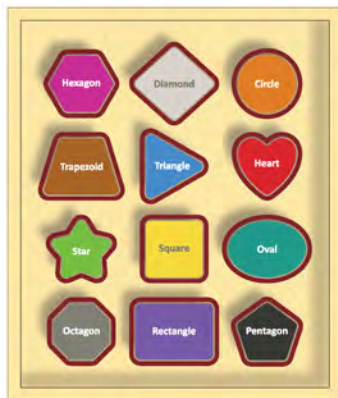 Hexagon
Diamond
Circle
Trapezoid
Triangle
Heart
Star
Square
Oval
Octagon
Rectangle
Pentagon